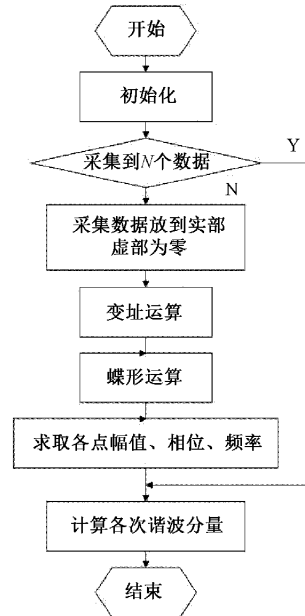 开始
初始化
采集到N个数据
Y
N
采集数据放到实部
虚部为零
变址运算
蝶形运算
求取各点幅值、相位、频率
计算各次谐波分量
结束